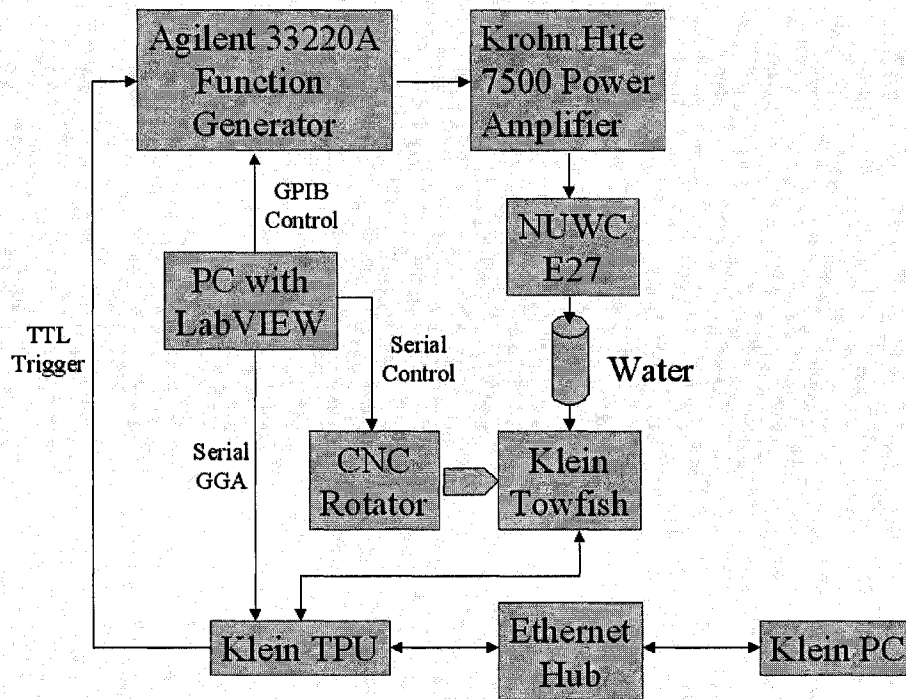 Agilent 33220A
Function
Generator
Krohn Hite
7500 Power
Amplifier
GPIB
Control
NUWC
E27
PC with
LabVIEW
TTL
Trigger
Serial
Control
Water
Serial
GGA
CNC
Rotator
Klein
Towfish
Klein TPU
Ethernet
Hub
Klein PC